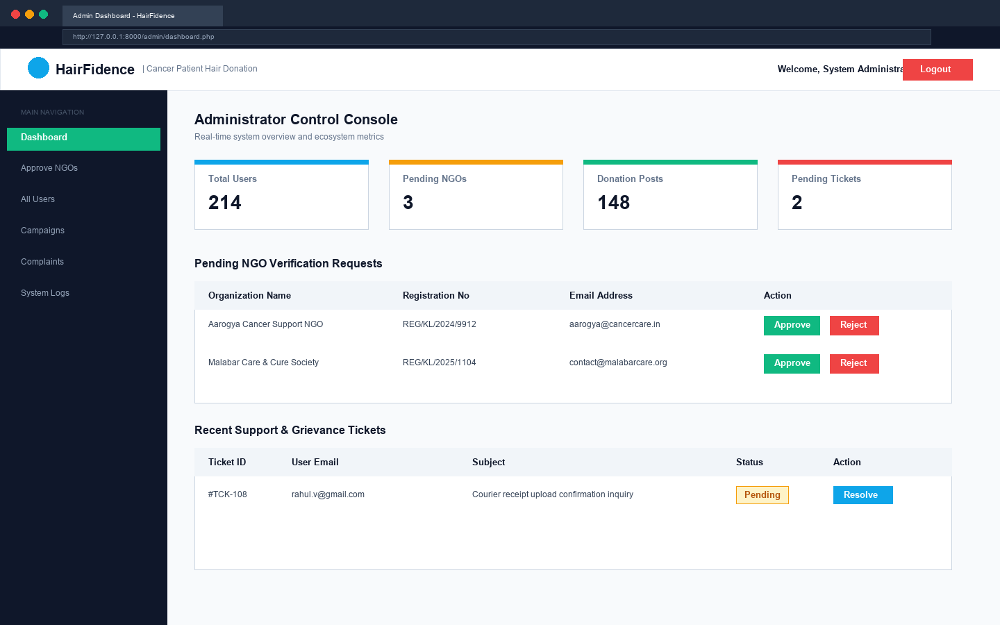 Admin Dashboard - HairFidence
http://127.0.0.1:8000/admin/dashboard.php
HairFidence | Cancer Patient Hair Donation
Welcome, System Administra
Logout
MAIN NAVIGATION
Dashboard
Approve NGOs
All Users
Campaigns
Complaints
System Logs
Administrator Control Console
Real-time system overview and ecosystem metrics
Total Users
214
Pending NGOs
3
Donation Posts
148
Pending Tickets
2
Pending NGO Verification Requests
Organization Name Registration No Email Address Action
Aarogya Cancer Support NGO REG/KL/2024/9912 aarogya@cancercare.in Approve Reject
Malabar Care & Cure Society REG/KL/2025/1104 contact@malabarcare.org Approve Reject
Recent Support & Grievance Tickets
Ticket ID User Email Subject Status Action
#TCK-108 rahul.v@gmail.com Courier receipt upload confirmation inquiry Pending Resolve